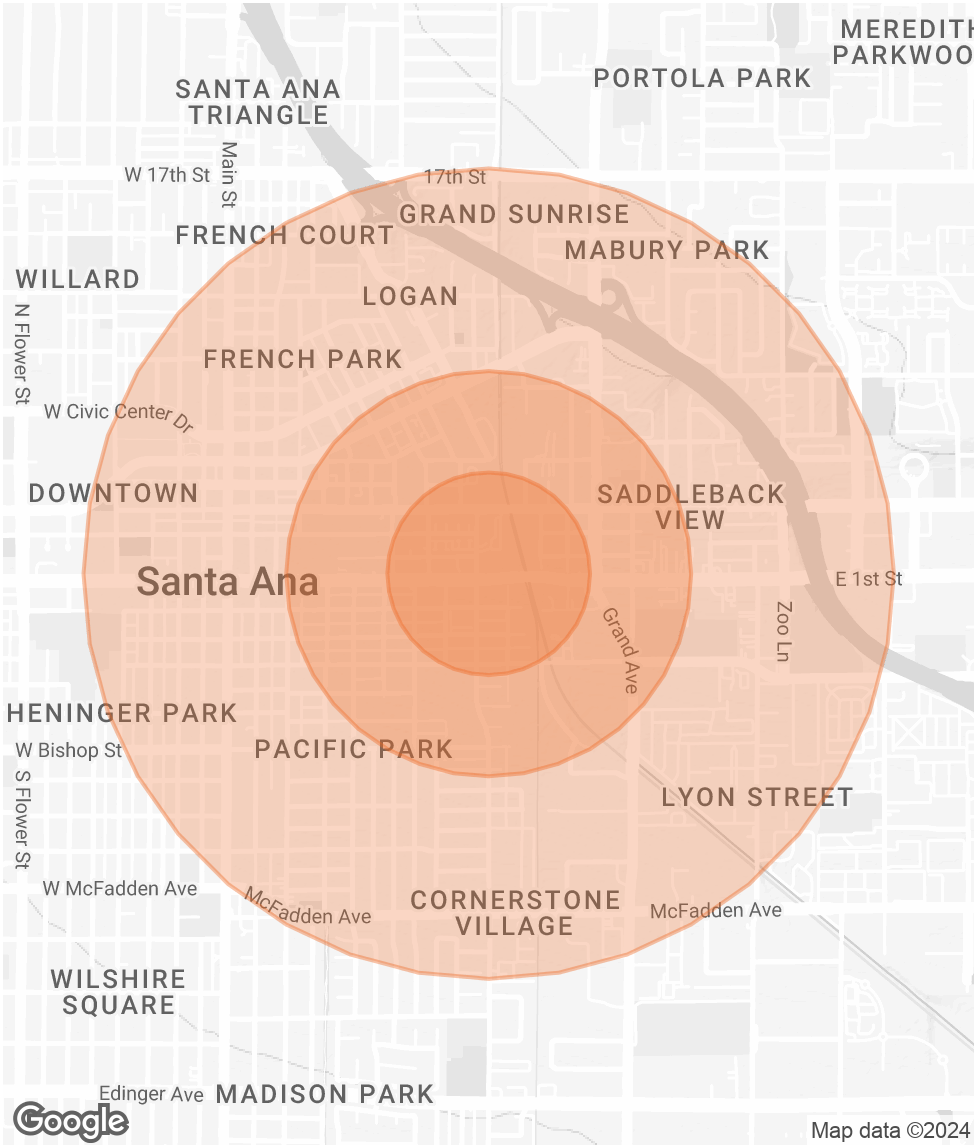 MEREDITH
PARKWOO
PORTOLA PARK
SANTA ANA
TRIANGLE
Main St
W 17th St
17th St
GRAND SUNRISE
FRENCH COURT
MABURY PARK
WILLARD
LOGAN
N Flower St
FRENCH PARK
W Civic Center Dr
DOWNTOWN
SADDLEBACK
VIEW
Santa Ana
E 1st St
Grand Ave
Zoo Ln
HENINGER PARK
W Bishop St
PACIFIC PARK
S Flower St
LYON STREET
W McFadden Ave
McFadden Ave
CORNERSTONE
VILLAGE
McFadden Ave
WILSHIRE
SQUARE
Edinger Ave
MADISON PARK
Google
Map data ©2024